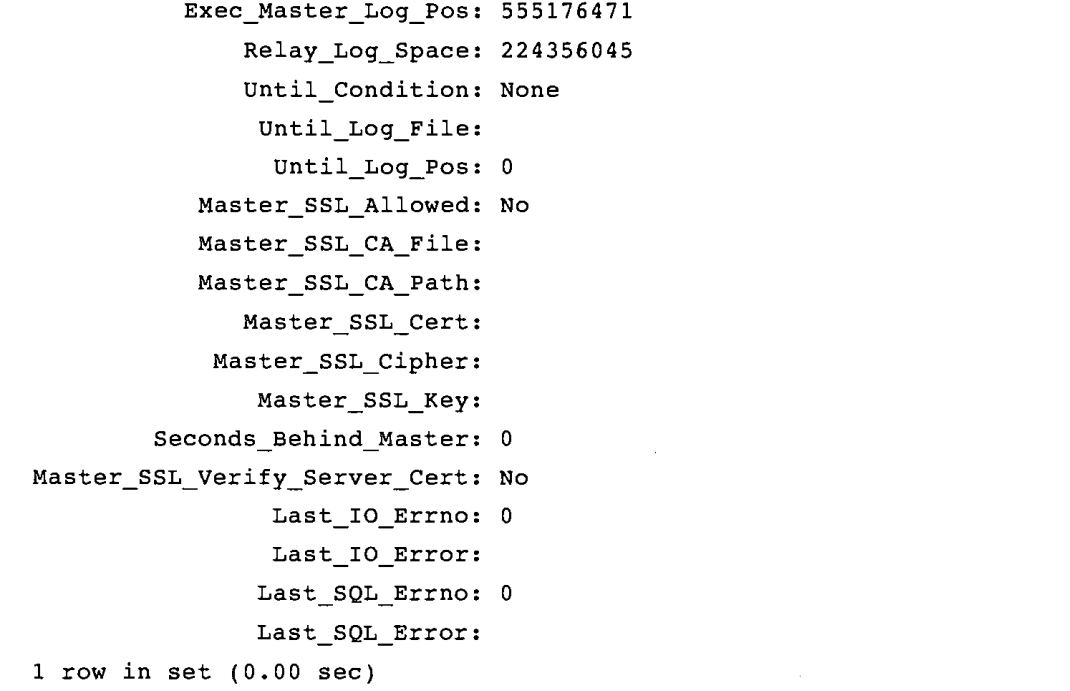 Exec_Master_Log_Pos: 555176471
Relay_Log_Space: 224356045
Until_Condition: None
Until_Log_File:
Until_Log_Pos: 0
Master_SSL_Allowed: No
Master_SSL_CA_File:
Master_SSL_CA_Path:
Master_SSL_Cert:
Master_SSL_Cipher:
Master_SSL_Key:
Seconds_Behind_Master: 0
Master_SSL_Verify_Server_Cert: No
Last_IO_Errno: 0
Last_IO_Error:
Last_SQL_Errno: 0
Last_SQL_Error:
1 row in set (0.00 sec)